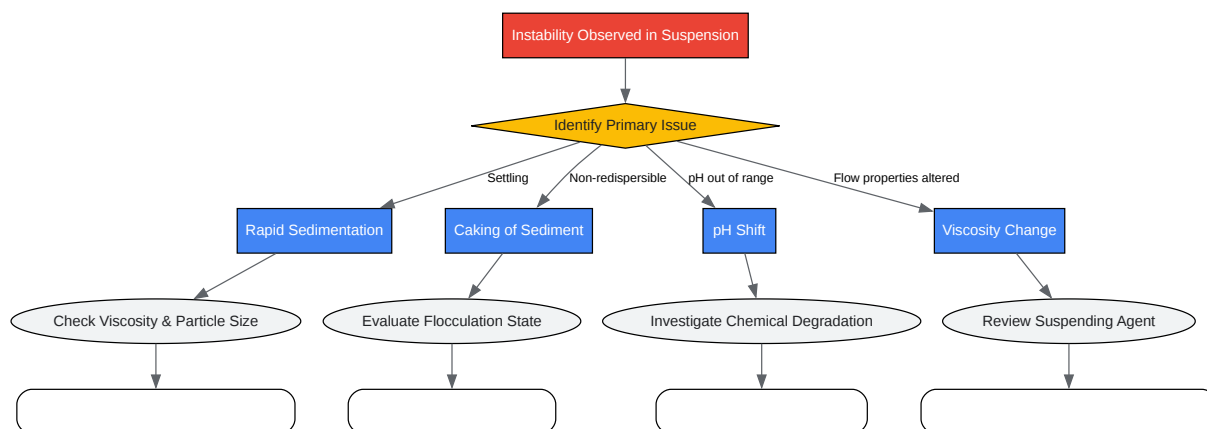 Instability Observed in Suspension
Identify Primary Issue
Settling
Non-redispersible
pH out of range
Flow properties altered
Rapid Sedimentation
Caking of Sediment
pH Shift
Viscosity Change
Check Viscosity & Particle Size
Evaluate Flocculation State
Investigate Chemical Degradation
Review Suspending Agent